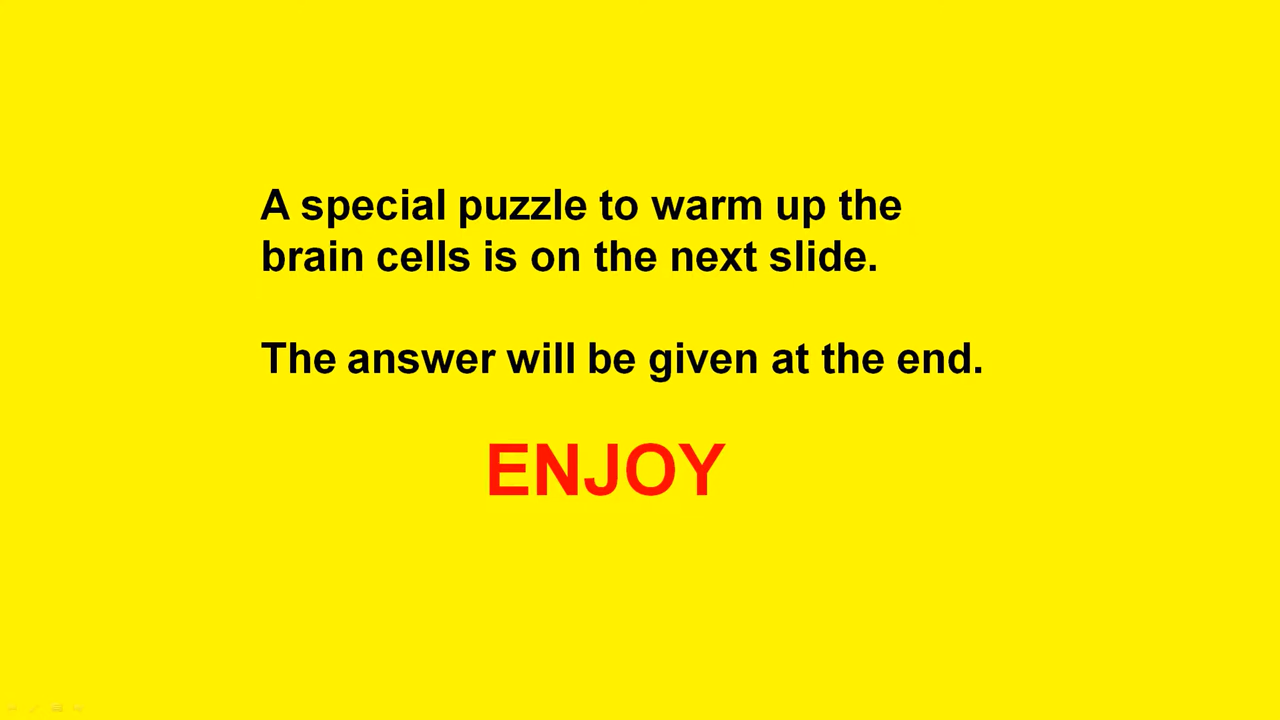 A special puzzle to warm up the
brain cells is on the next slide.
The answer will be given at the end.
ENJOY